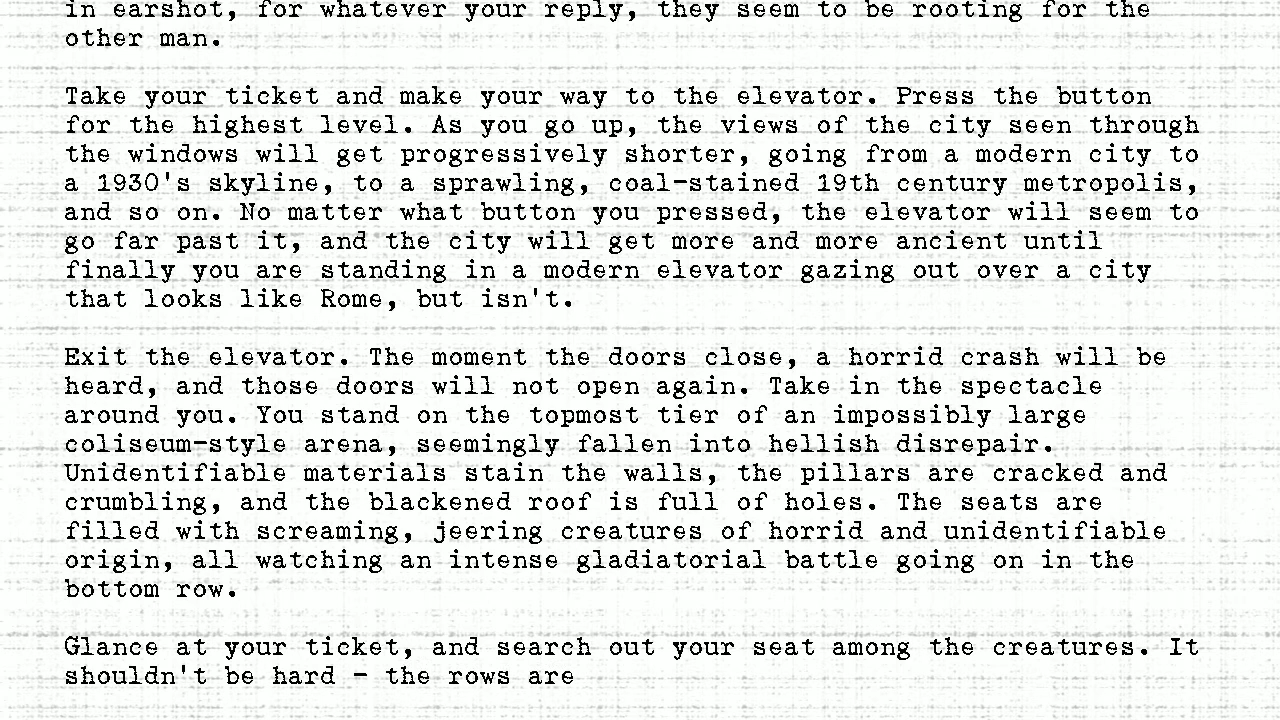 in earshot, for whatever your reply, they seem to be rooting for the
other man.
Take your ticket and make your way to the elevator. Press the button
for the highest level. As you go up, the views of the city seen through
the windows will get progressively shorter, going from a modern city to
a 1930's skyline, to a sprawling, coal-stained 19th century metropolis,
and so on. No matter what button you pressed, the elevator will seem to
go far past it, and the city will get more and more ancient until
finally you are standing in a modern elevator gazing out over a city
that looks like Rome, but isn't.
Exit the elevator. The moment the doors close, a horrid crash will be
heard, and those doors will not open again. Take in the spectacle
around you. You stand on the topmost tier of an impossibly large
coliseum-style arena, seemingly fallen into hellish disrepair.
Unidentifiable materials stain the walls, the pillars are cracked and
crumbling, and the blackened roof is full of holes. The seats are
filled with screaming, jeering creatures of horrid and unidentifiable
origin, all watching an intense gladiatorial battle going on in the
bottom row.
Glance at your ticket, and search out your seat among the creatures. It
shouldn't be hard - the rows are